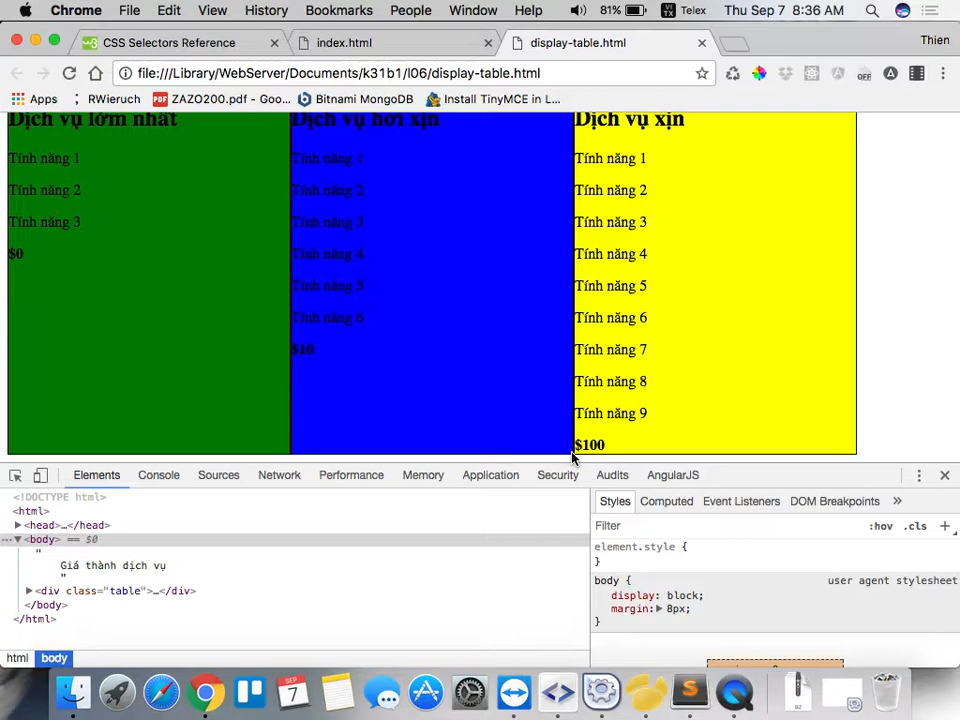 Chrome File Edit View History Bookmarks People Window Help 81% VI TX Telex Thu Sep 7 8:36 AM
CSS Selectors Reference index.html display-table.html Thien
file:///Library/WebServer/Documents/k31b1/l06/display-table.html OFF
Apps RWieruch PDF ZAZO200.pdf - Goo... Bitnami MongoDB Install TinyMCE in L...
Dịch vụ lởm nhất Dịch vụ hơi xịn Dịch vụ xịn
Tính năng 1 Tính năng 1 Tính năng 1
Tính năng 2 Tính năng 2 Tính năng 2
Tính năng 3 Tính năng 3 Tính năng 3
$0 Tính năng 4 Tính năng 4
Tính năng 5 Tính năng 5
Tính năng 6 Tính năng 6
$10 Tính năng 7
Tính năng 8
Tính năng 9
$100
Elements Console Sources Network Performance Memory Application Security Audits AngularJS
<!DOCTYPE html>
<html>
<head>…</head>
<body> == $0
"
Giá thành dịch vụ
"
<div class="table">…</div>
</body>
</html>
html body
Styles Computed Event Listeners DOM Breakpoints »
Filter :hov .cls +
element.style {
}
body { user agent stylesheet
display: block;
margin: 8px;
}
SEP
7